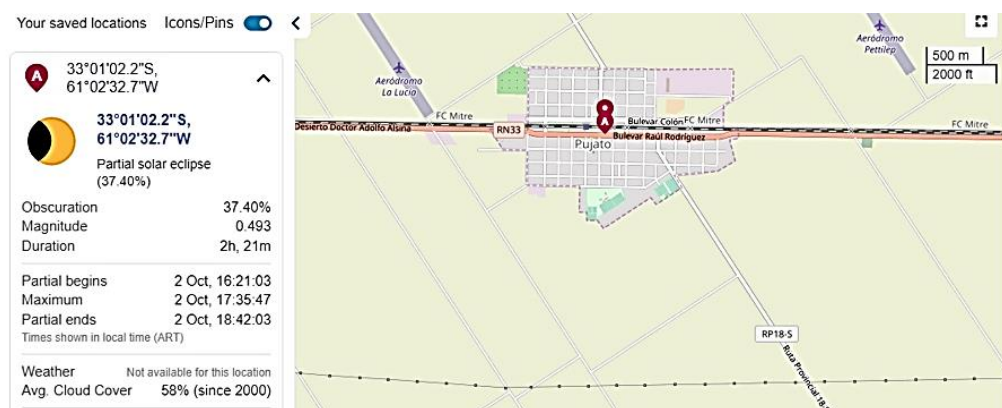 Your saved locations Icons/Pins
A
33°01'02.2"S,
61°02'32.7"W
33°01'02.2"S,
61°02'32.7"W
Partial solar eclipse
(37.40%)
Obscuration 37.40%
Magnitude 0.493
Duration 2h, 21m
Partial begins 2 Oct, 16:21:03
Maximum 2 Oct, 17:35:47
Partial ends 2 Oct, 18:42:03
Times shown in local time (ART)
Weather Not available for this location
Avg. Cloud Cover 58% (since 2000)
Aeródromo
La Lucia
Aeródromo
Pettilep
500 m
2000 ft
FC Mitre
A
Bulevar Colón
FC Mitre
FC Mitre
Desierto Doctor Adolfo Alsina
RN33
Bulevar Raúl Rodríguez
Pujato
RP18-S
Ruta Provincial 18-